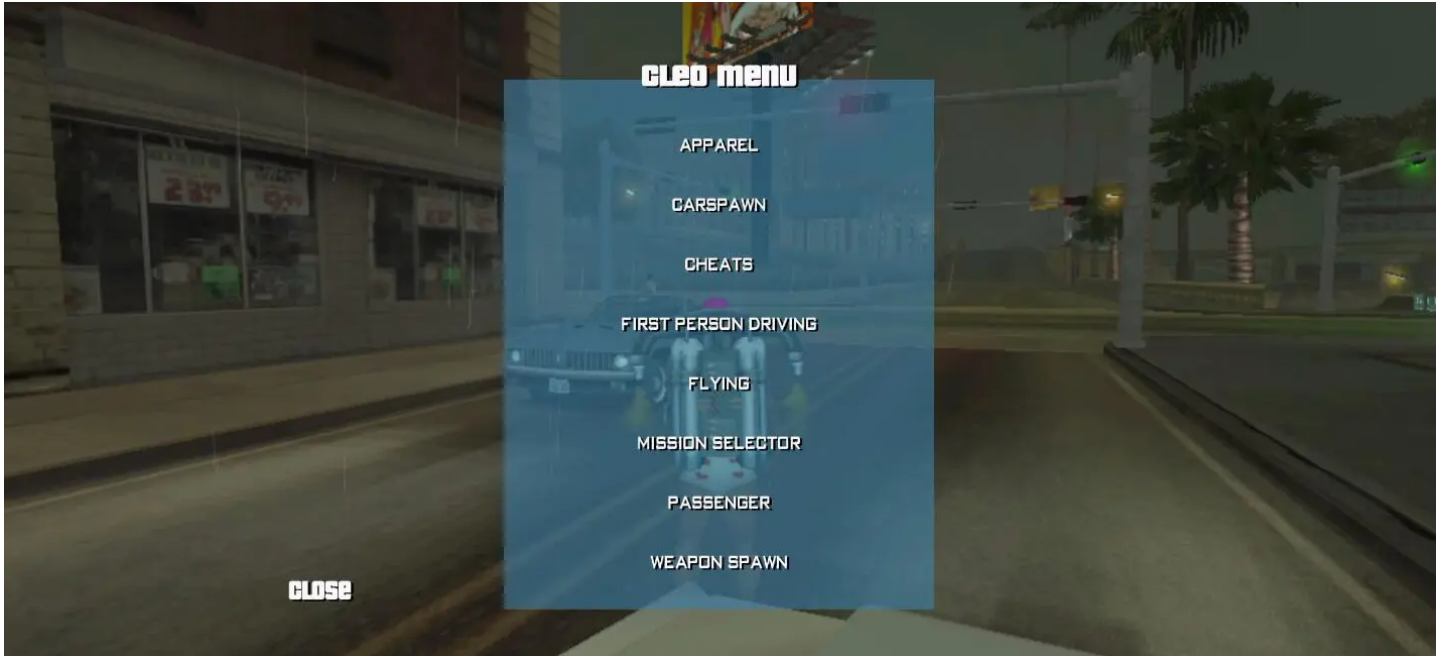 CLEO MENU
APPAREL
CARSPAWN
CHEATS
FIRST PERSON DRIVING
FLYING
MISSION SELECTOR
PASSENGER
WEAPON SPAWN
CLOSE